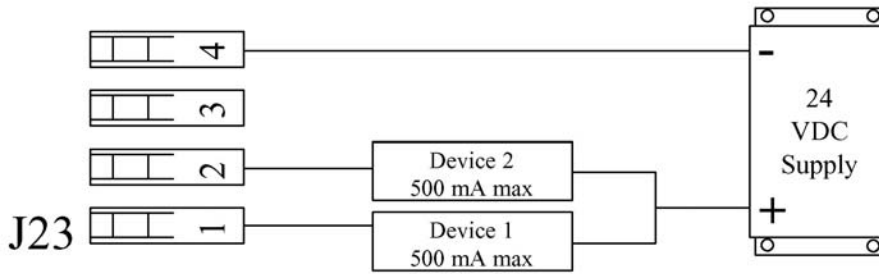 4
-
3
24
VDC
Supply
2
Device 2
500 mA max
+
J23
1
Device 1
500 mA max